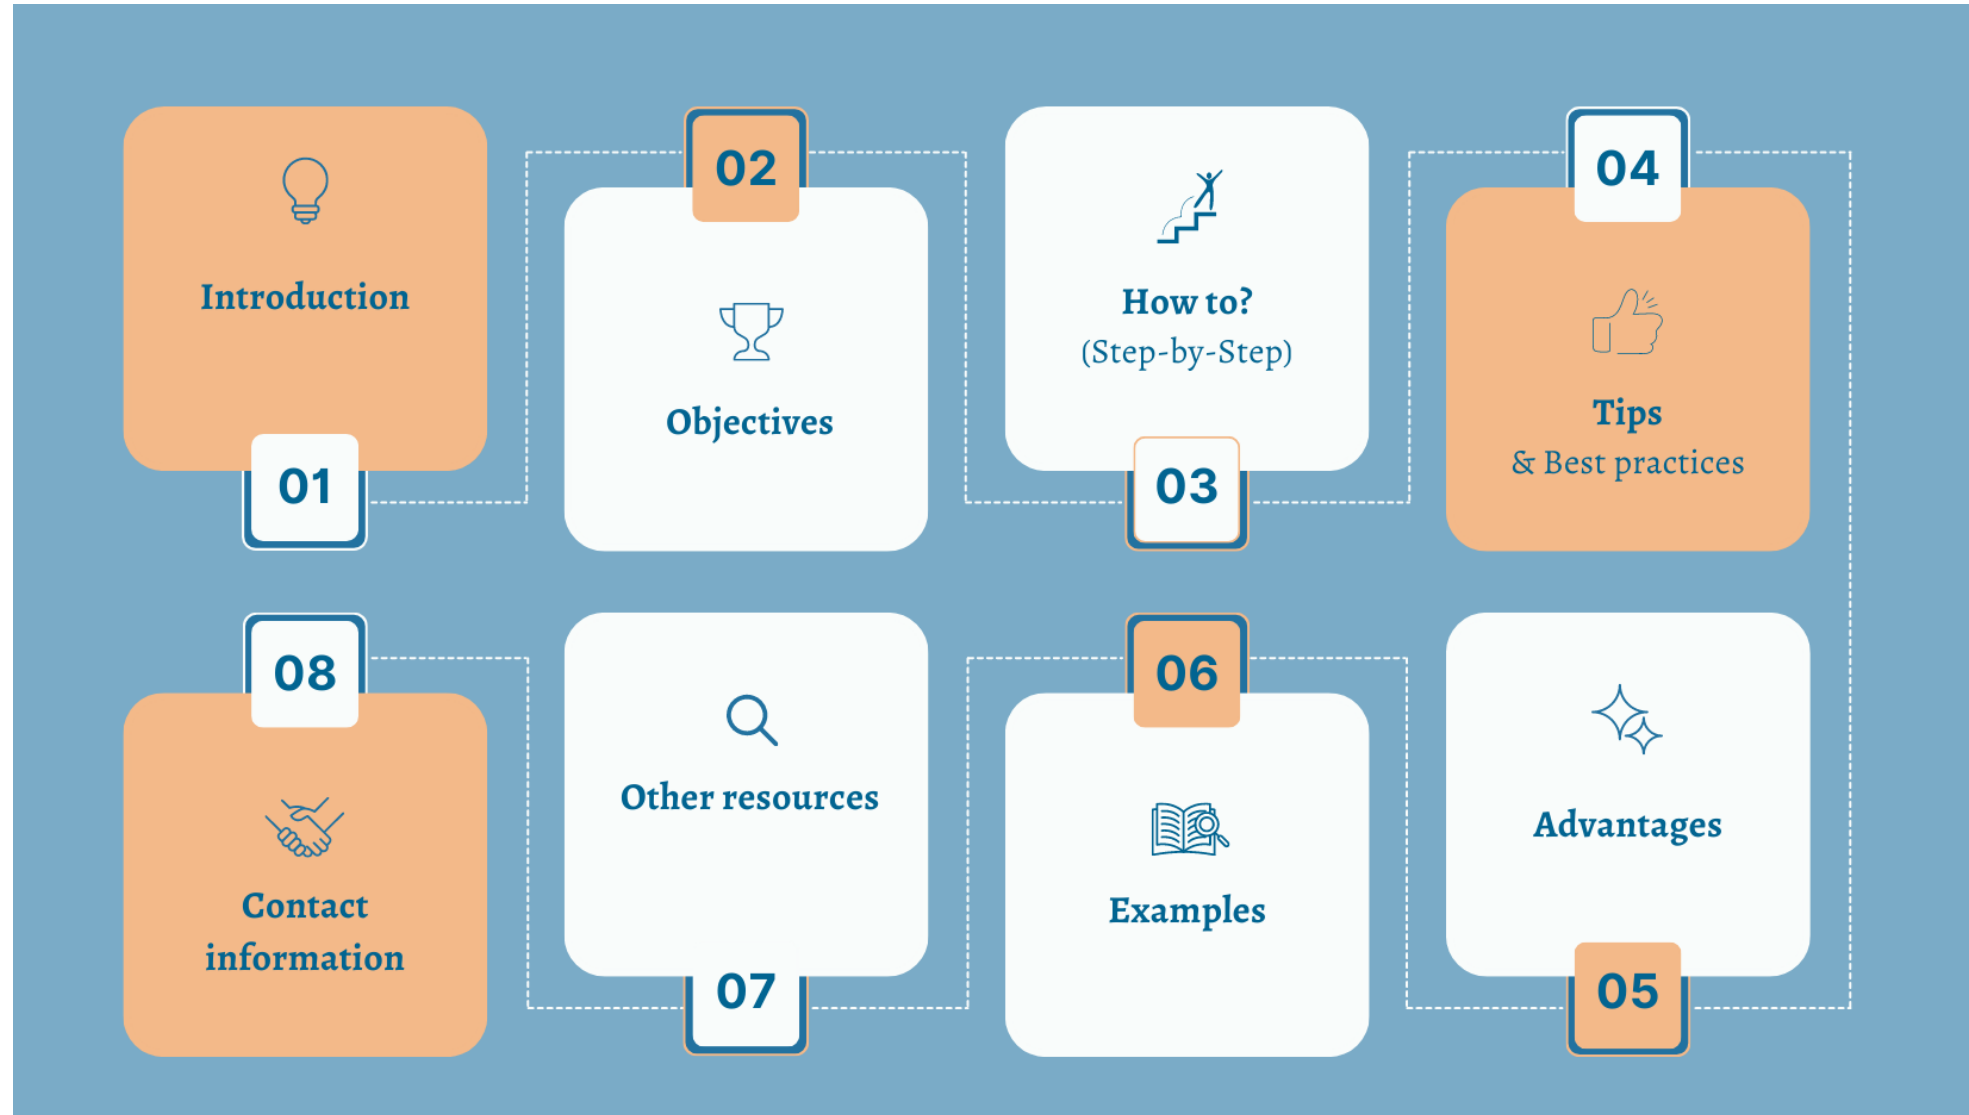 01
Introduction
02
Objectives
03
How to?
(Step-by-Step)
04
Tips
& Best practices
05
Advantages
06
Examples
07
Other resources
08
Contact
information